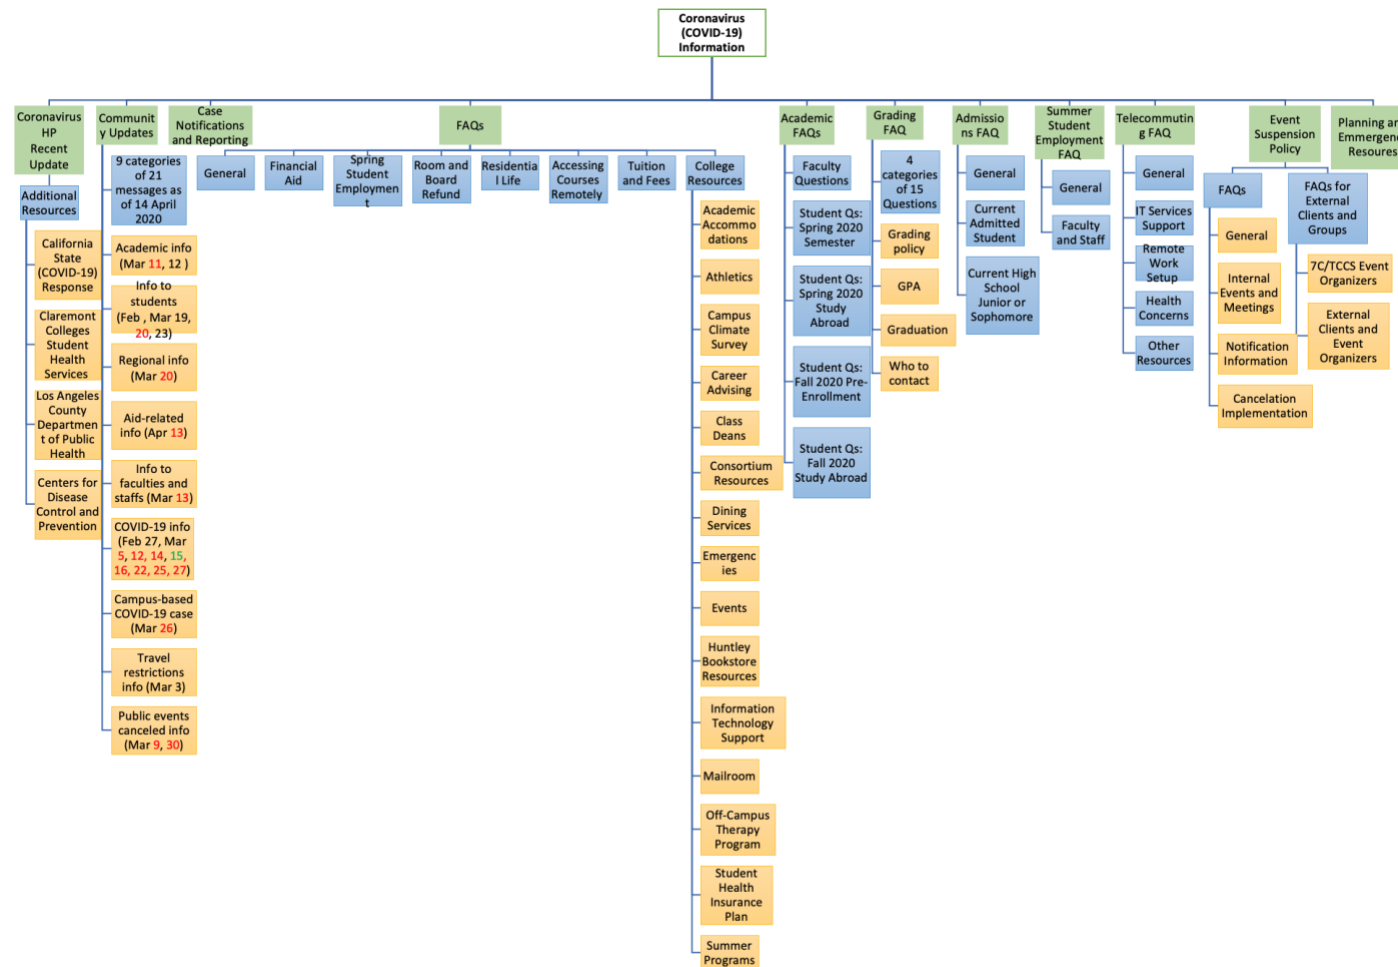 Coronavirus
(COVID-19)
Information
Coronavirus
HP
Recent
Update
Communit
y Updates
Case
Notifications
and Reporting
FAQs
Academic
FAQs
Grading
FAQ
Admissio
ns FAQ
Summer
Student
Employment
FAQ
Telecommutin
g FAQ
Event
Suspension
Policy
Planning an
Emmergenc
Resoures
Additional
Resources
California
State
(COVID-19)
Response
Claremont
Colleges
Student
Health
Services
Los Angeles
County
Departmen
t of Public
Health
Centers for
Disease
Control and
Prevention
9 categories
of 21
messages as
of 14 April
2020
Academic info
(Mar 11, 12 )
Info to
students
(Feb , Mar 19,
20, 23)
Regional info
(Mar 20)
Aid-related
info (Apr 13)
Info to
faculties and
staffs (Mar 13)
COVID-19 info
(Feb 27, Mar
5, 12, 14, 15,
16, 22, 25, 27)
Campus-based
COVID-19 case
(Mar 26)
Travel
restrictions
info (Mar 3)
Public events
canceled info
(Mar 9, 30)
General
Financial
Aid
Spring
Student
Employmen
t
Room and
Board
Refund
Residentia
l Life
Accessing
Courses
Remotely
Tuition
and Fees
College
Resources
Academic
Accommo
dations
Athletics
Campus
Climate
Survey
Career
Advising
Class
Deans
Consortium
Resources
Dining
Services
Emergenc
ies
Events
Huntley
Bookstore
Resources
Information
Technology
Support
Mailroom
Off-Campus
Therapy
Program
Student
Health
Insurance
Plan
Summer
Programs
Faculty
Questions
Student Qs:
Spring 2020
Semester
Student Qs:
Spring 2020
Study
Abroad
Student Qs:
Fall 2020 Pre-
Enrollment
Student Qs:
Fall 2020
Study Abroad
4
categories
of 15
Questions
Grading
policy
GPA
Graduation
Who to
contact
General
Current
Admitted
Student
Current High
School
Junior or
Sophomore
General
Faculty
and Staff
General
IT Services
Support
Remote
Work
Setup
Health
Concerns
Other
Resources
FAQs
General
Internal
Events and
Meetings
Notification
Information
Cancelation
Implementation
FAQs for
External
Clients and
Groups
7C/TCCS Event
Organizers
External
Clients and
Event
Organizers